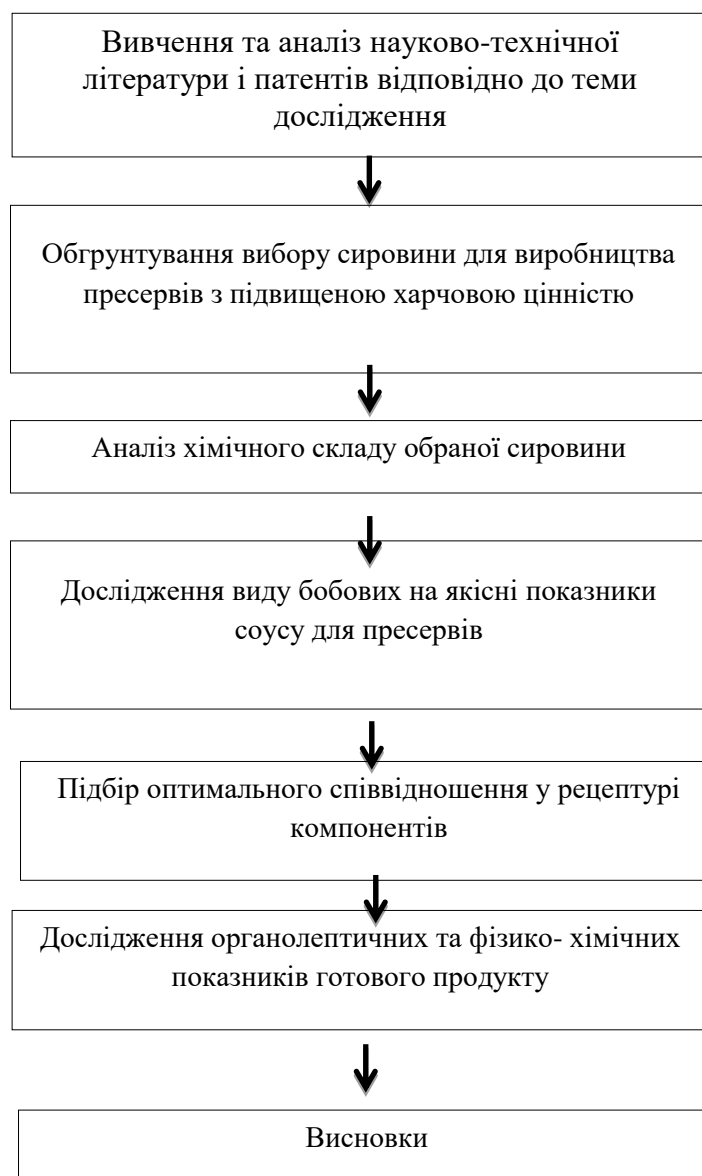 Вивчення та аналіз науково-технічної
літератури і патентів відповідно до теми
дослідження
Обгрунтування вибору сировини для виробництва
пресервів з підвищеною харчовою цінністю
Аналіз хімічного складу обраної сировини
Дослідження виду бобових на якісні показники
соусу для пресервів
Підбір оптимального співвідношення у рецептурі
компонентів
Дослідження органолептичних та фізико- хімічних
показників готового продукту
Висновки